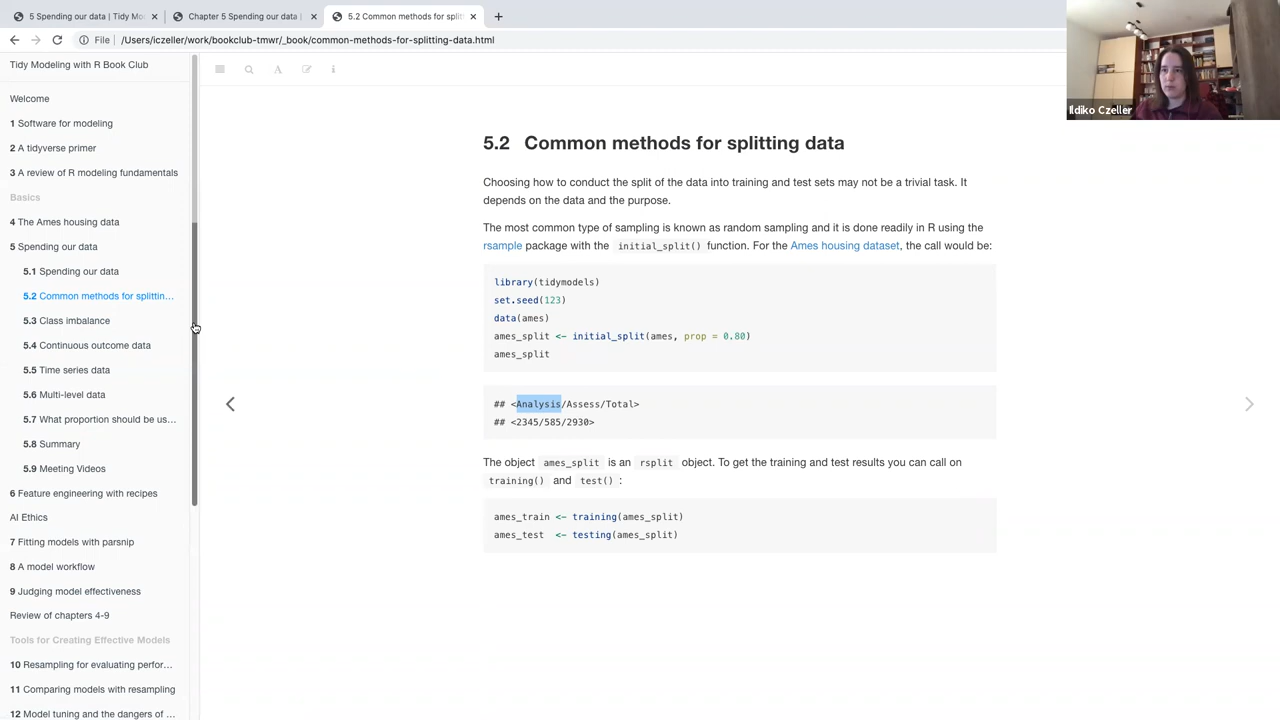 5 Spending our data | Tidy Mo
Chapter 5 Spending our data |
5.2 Common methods for splitt
File /Users/iczeller/work/bookclub-tmwr/_book/common-methods-for-splitting-data.html
Ildiko Czeller
Tidy Modeling with R Book Club
Welcome
1 Software for modeling
2 A tidyverse primer
3 A review of R modeling fundamentals
Basics
4 The Ames housing data
5 Spending our data
5.1 Spending our data
5.2 Common methods for splittin…
5.3 Class imbalance
5.4 Continuous outcome data
5.5 Time series data
5.6 Multi-level data
5.7 What proportion should be us…
5.8 Summary
5.9 Meeting Videos
6 Feature engineering with recipes
AI Ethics
7 Fitting models with parsnip
8 A model workflow
9 Judging model effectiveness
Review of chapters 4-9
Tools for Creating Effective Models
10 Resampling for evaluating perfor…
11 Comparing models with resampling
12 Model tuning and the dangers of …
5.2 Common methods for splitting data
Choosing how to conduct the split of the data into training and test sets may not be a trivial task. It
depends on the data and the purpose.
The most common type of sampling is known as random sampling and it is done readily in R using the
rsample package with the initial_split() function. For the Ames housing dataset, the call would be:
library(tidymodels)
set.seed(123)
data(ames)
ames_split <- initial_split(ames, prop = 0.80)
ames_split
## <Analysis/Assess/Total>
## <2345/585/2930>
The object ames_split is an rsplit object. To get the training and test results you can call on
training() and test() :
ames_train <- training(ames_split)
ames_test  <- testing(ames_split)